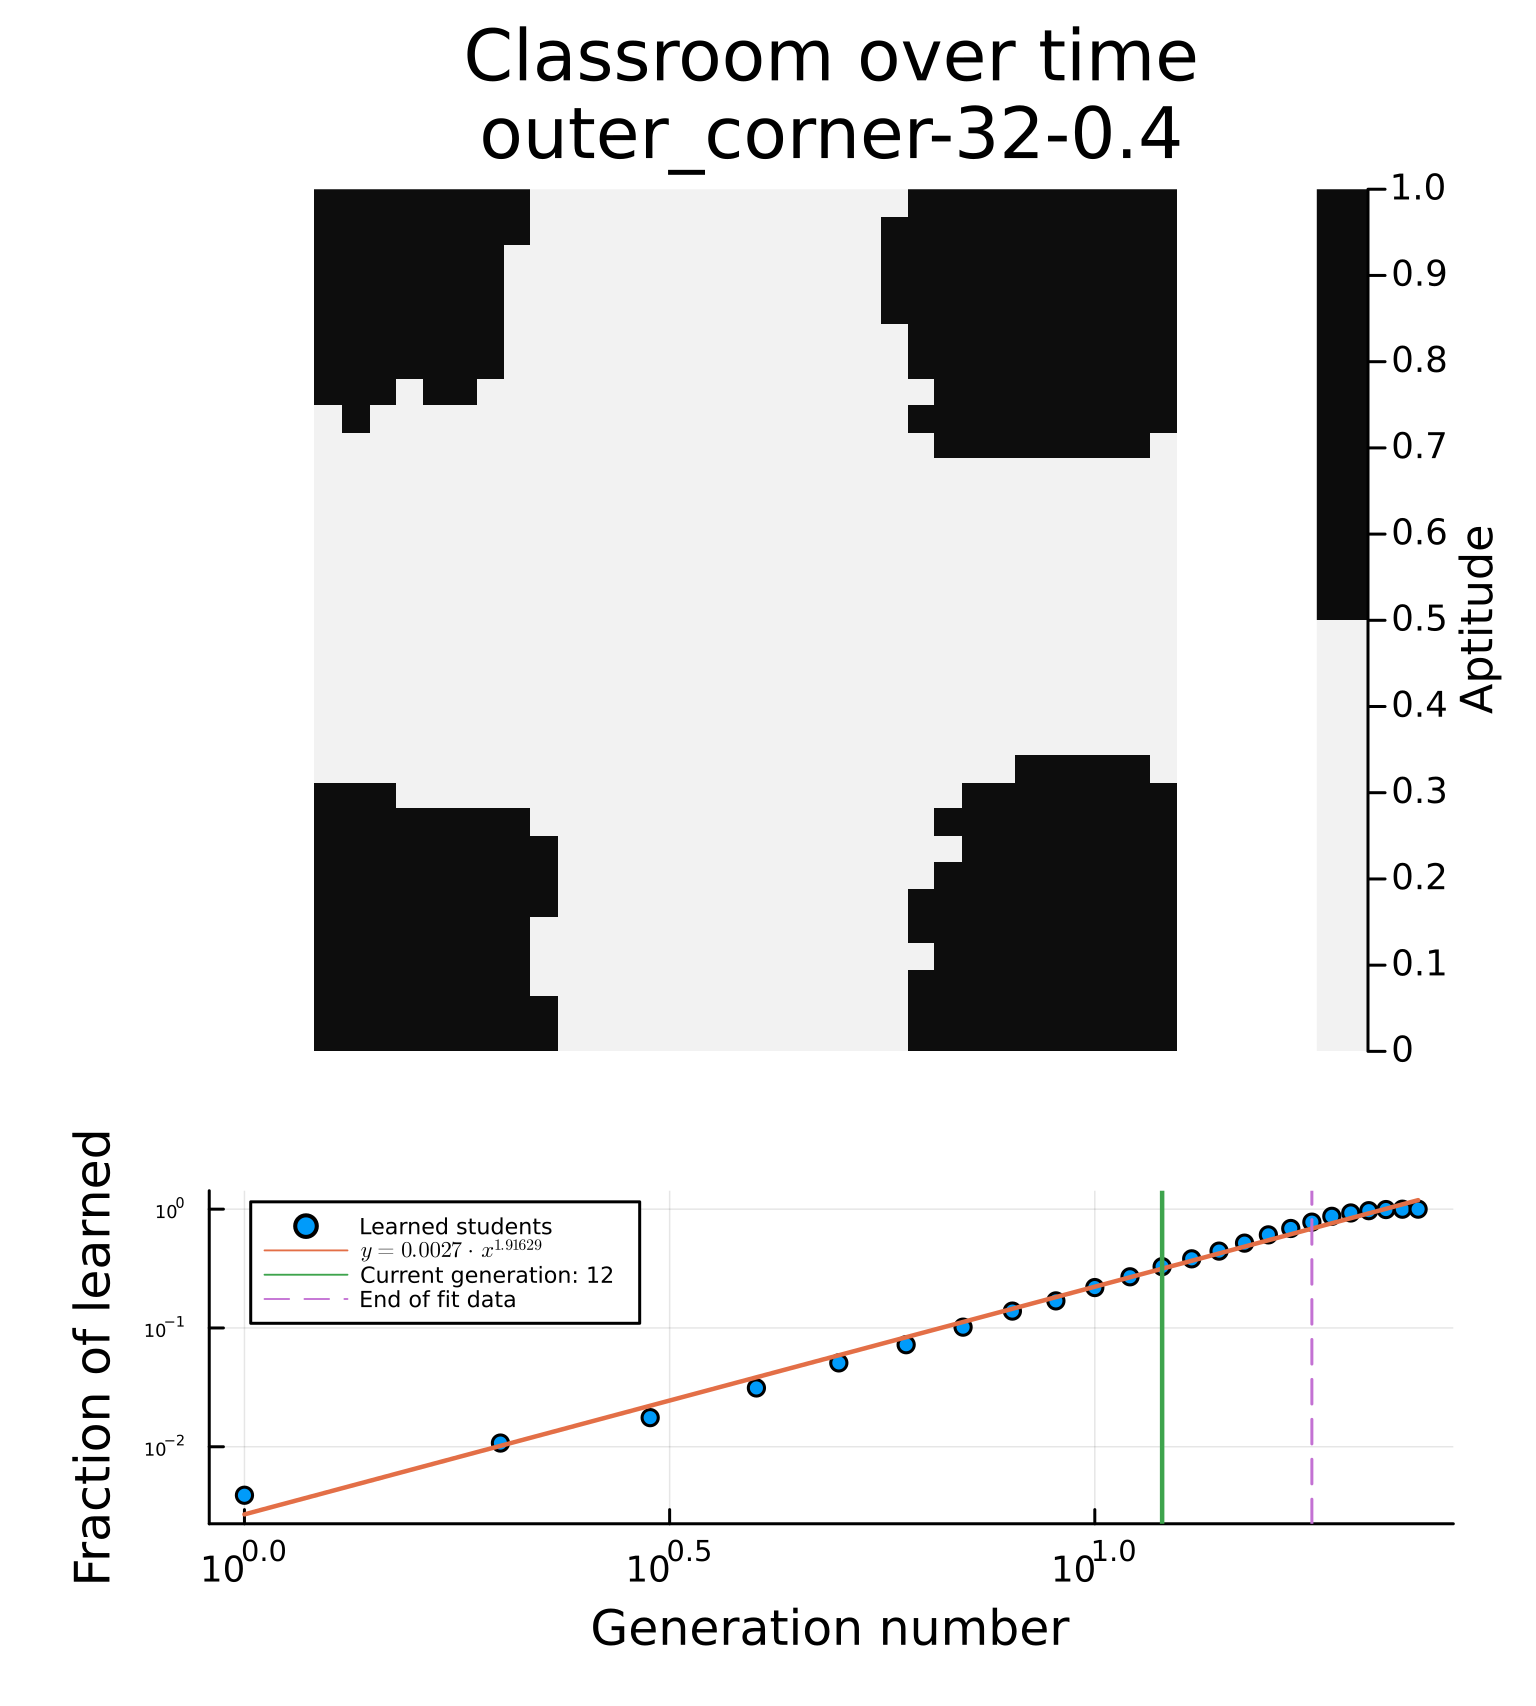 Classroom over time
outer_corner-32-0.4
1.0
0.9
0.8
0.7
0.6
0.5
0.4
0.3
0.2
0.1
0
Aptitude
Fraction of learned
10^0
10^−1
10^−2
Learned students
y = 0.0027 · x^1.91629
Current generation: 12
End of fit data
10^0.0
10^0.5
10^1.0
Generation number